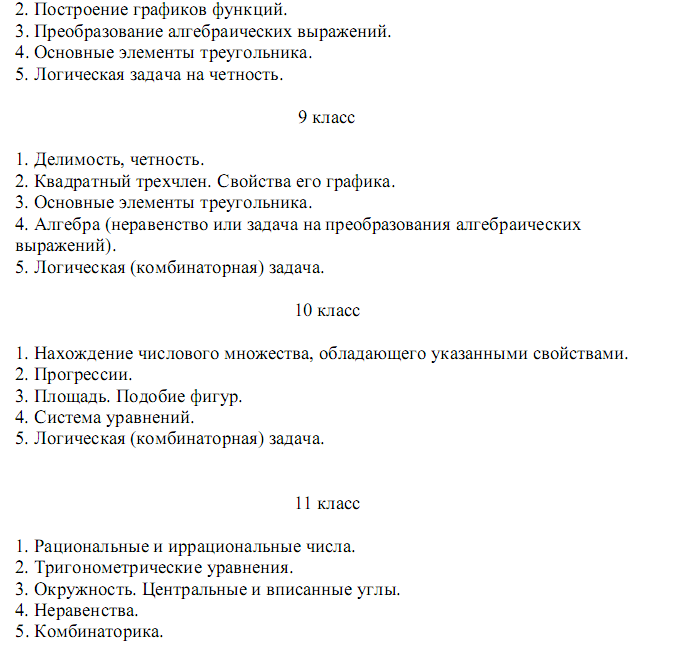 2. Построение графиков функций.
3. Преобразование алгебраических выражений.
4. Основные элементы треугольника.
5. Логическая задача на четность.
9 класс
1. Делимость, четность.
2. Квадратный трехчлен. Свойства его графика.
3. Основные элементы треугольника.
4. Алгебра (неравенство или задача на преобразования алгебраических
выражений).
5. Логическая (комбинаторная) задача.
10 класс
1. Нахождение числового множества, обладающего указанными свойствами.
2. Прогрессии.
3. Площадь. Подобие фигур.
4. Система уравнений.
5. Логическая (комбинаторная) задача.
11 класс
1. Рациональные и иррациональные числа.
2. Тригонометрические уравнения.
3. Окружность. Центральные и вписанные углы.
4. Неравенства.
5. Комбинаторика.